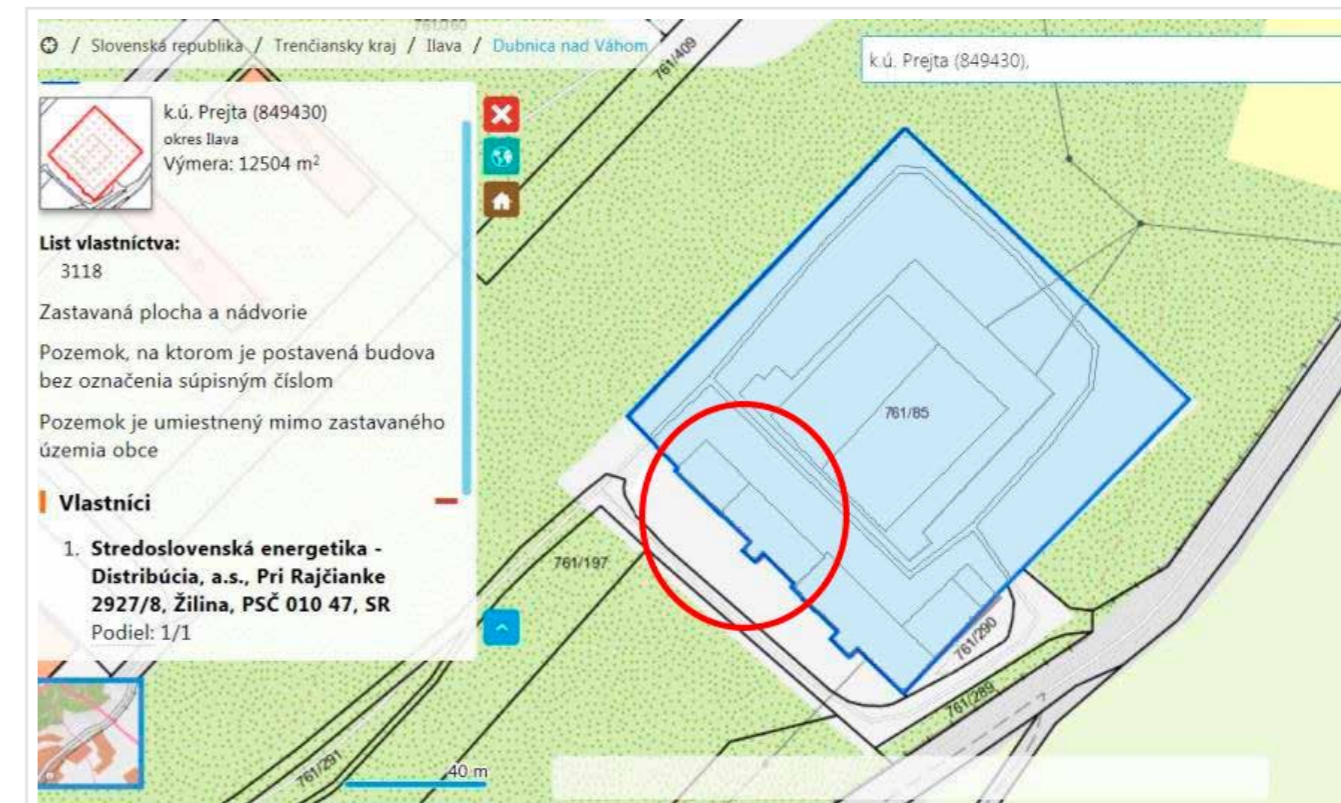 761/360
/ Slovenská republika / Trenčiansky kraj / Ilava / Dubnica nad Váhom
761/409
k.ú. Prejta (849430),
k.ú. Prejta (849430)
okres Ilava
Výmera: 12504 m²
List vlastníctva:
3118
Zastavaná plocha a nádvorie
Pozemok, na ktorom je postavená budova
bez označenia súpisným číslom
Pozemok je umiestnený mimo zastavaného
územia obce
Vlastníci
1. Stredoslovenská energetika -
Distribúcia, a.s., Pri Rajčianke
2927/8, Žilina, PSČ 010 47, SR
Podiel: 1/1
761/85
761/197
761/290
761/289
761/291
40 m